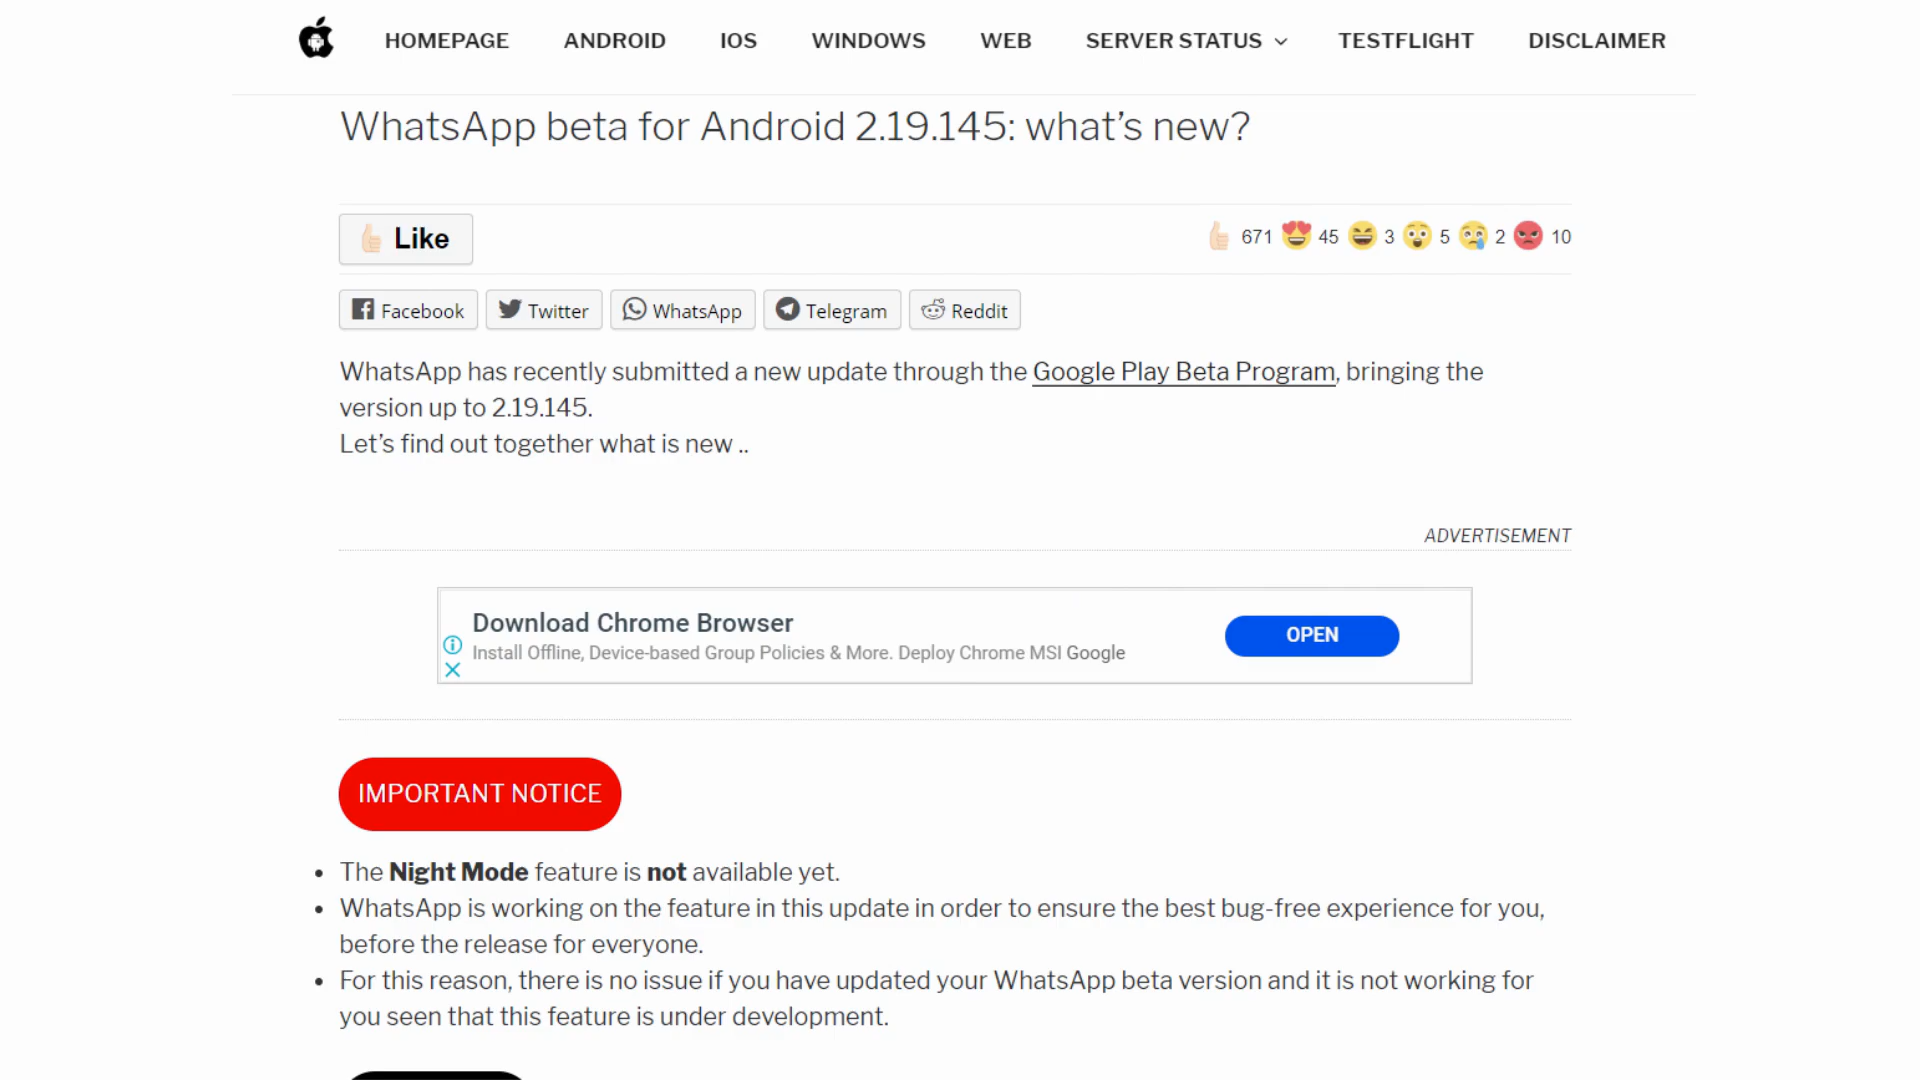 HOMEPAGE ANDROID IOS WINDOWS WEB SERVER STATUS TESTFLIGHT DISCLAIMER
WhatsApp beta for Android 2.19.145: what’s new?
Like 671 45 3 5 2 10
Facebook Twitter WhatsApp Telegram Reddit
WhatsApp has recently submitted a new update through the Google Play Beta Program, bringing the
version up to 2.19.145.
Let’s find out together what is new ..
ADVERTISEMENT
Download Chrome Browser
Install Offline, Device-based Group Policies & More. Deploy Chrome MSI Google
OPEN
IMPORTANT NOTICE
• The Night Mode feature is not available yet.
• WhatsApp is working on the feature in this update in order to ensure the best bug-free experience for you,
before the release for everyone.
• For this reason, there is no issue if you have updated your WhatsApp beta version and it is not working for
you seen that this feature is under development.